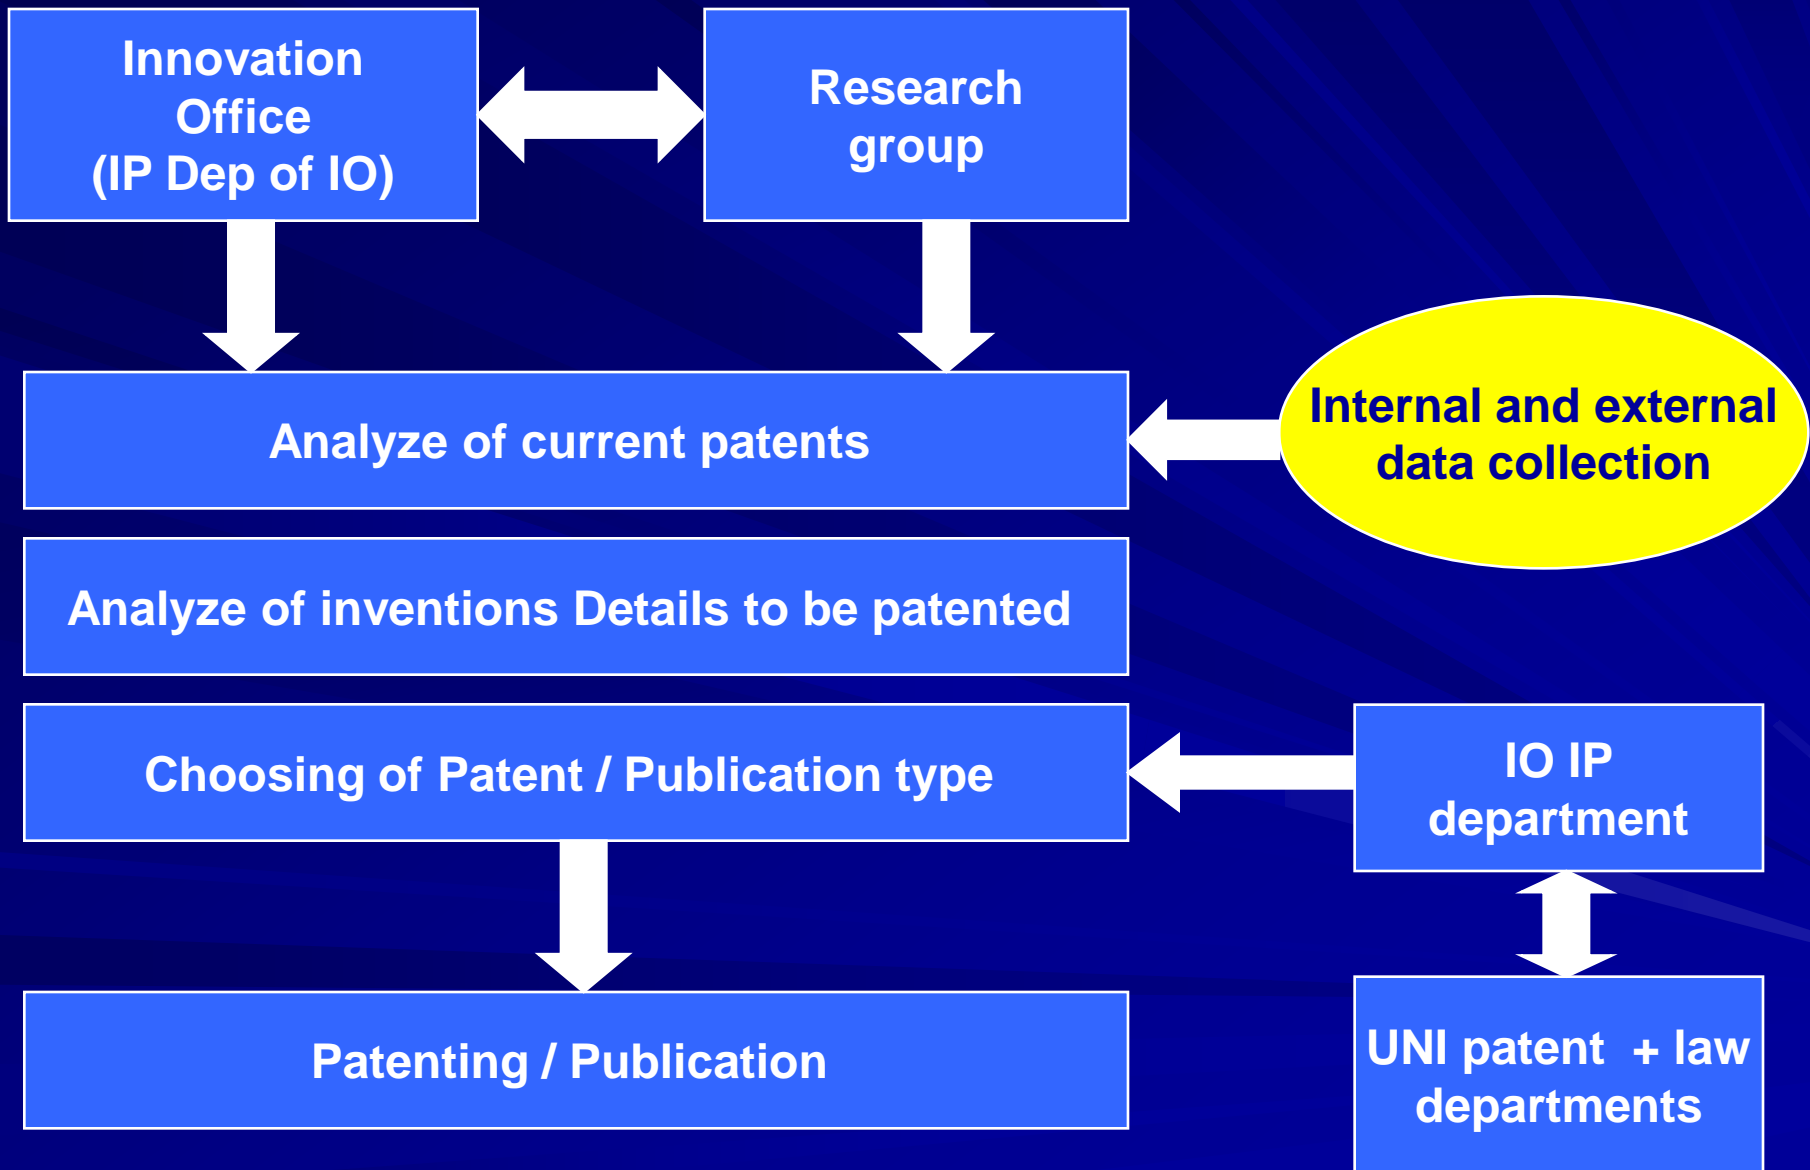 Innovation
Office
(IP Dep of IO)
Research
group
Analyze of current patents
Internal and external
data collection
Analyze of inventions Details to be patented
Choosing of Patent / Publication type
IO IP
department
Patenting / Publication
UNI patent + law
departments